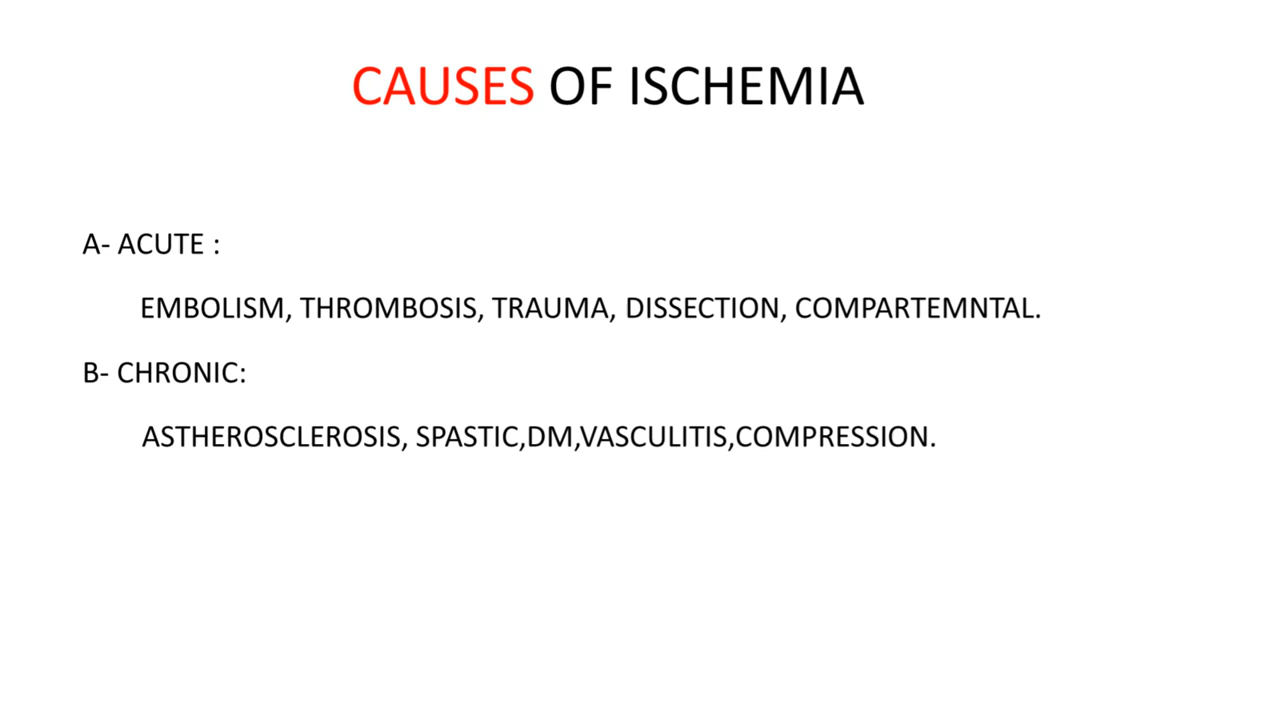 CAUSES OF ISCHEMIA
A- ACUTE :
EMBOLISM, THROMBOSIS, TRAUMA, DISSECTION, COMPARTEMNTAL.
B- CHRONIC:
ASTHEROSCLEROSIS, SPASTIC,DM,VASCULITIS,COMPRESSION.